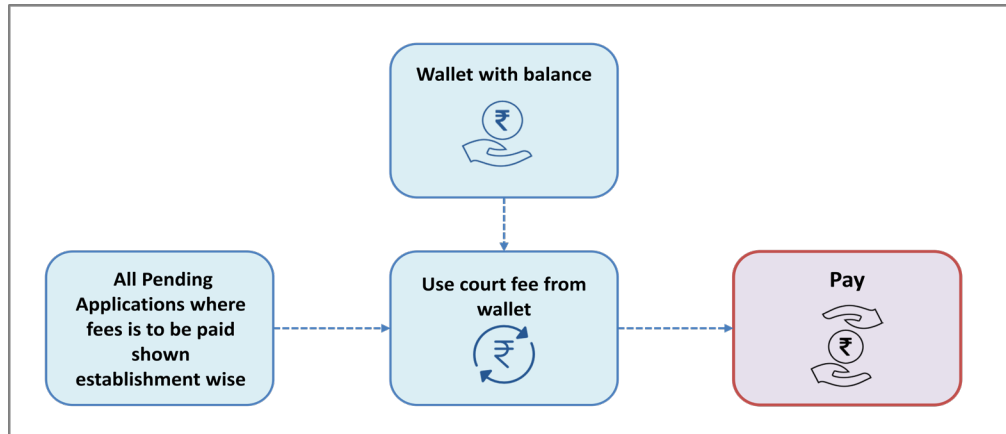 Wallet with balance
₹
All Pending
Applications where
fees is to be paid
shown
establishment wise
Use court fee from
wallet
₹
Pay
₹